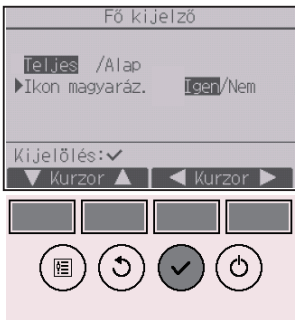 Fő kijelző
Teljes /Alap
▶Ikon magyaráz. Igen/Nem
Kijelölés:✓
▼ Kurzor ▲ ◀ Kurzor ▶